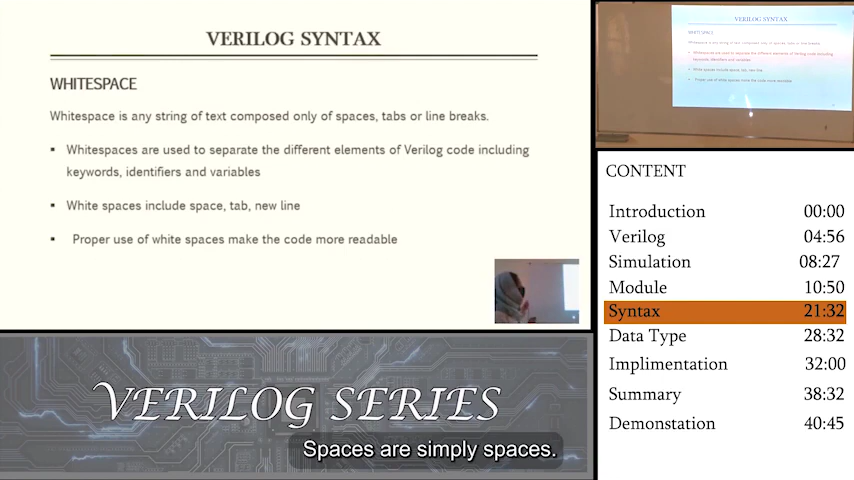 VERILOG SYNTAX
WHITESPACE
Whitespace is any string of text composed only of spaces, tabs or line breaks.
▪ Whitespaces are used to separate the different elements of Verilog code including
keywords, identifiers and variables
▪ White spaces include space, tab, new line
▪ Proper use of white spaces make the code more readable
VERILOG SERIES
Spaces are simply spaces.
VERILOG SYNTAX
WHITESPACE
CONTENT
Introduction 00:00
Verilog 04:56
Simulation 08:27
Module 10:50
Syntax 21:32
Data Type 28:32
Implimentation 32:00
Summary 38:32
Demonstation 40:45